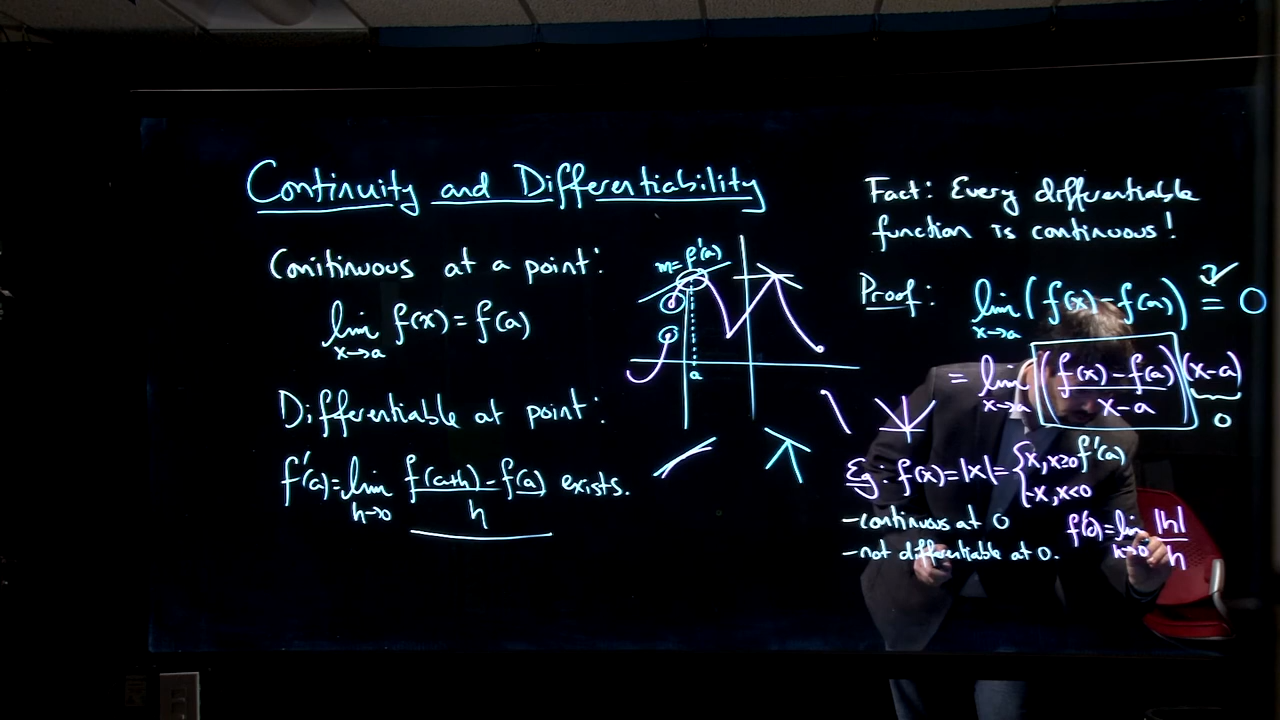 Continuity and Differentiability
Conitinuous at a point:
lim f(x) = f(a)
x→a
Differentiable at point:
f'(a) = lim f(a+h) - f(a) exists.
h→0 h
m = f'(a)
a
Fact: Every differentiable
function is continuous!
Proof: lim (f(x) - f(a)) = 0
x→a
?
= lim (f(x) - f(a)) (x-a)
x→a x-a 0
f'(a)
Eg: f(x) = |x| = { x, x≥0
-x, x<0
- continuous at 0
- not differentiable at 0.
f'(0) = lim |h|
h→0 h